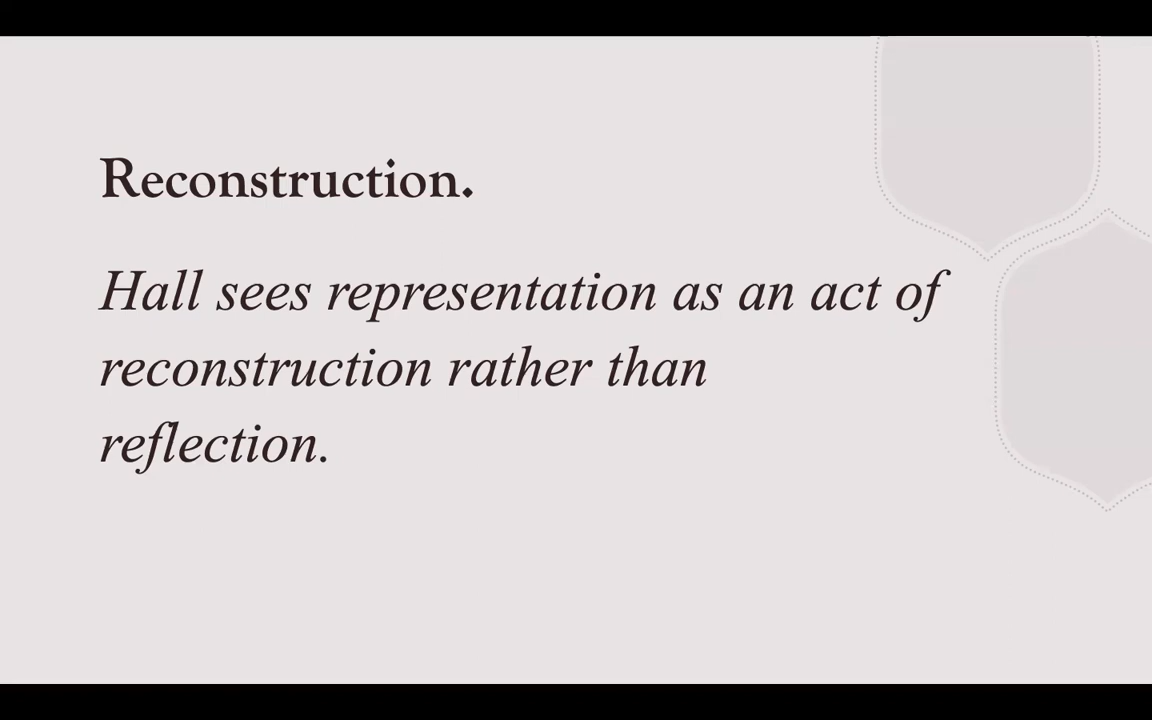 Reconstruction.
Hall sees representation as an act of
reconstruction rather than
reflection.